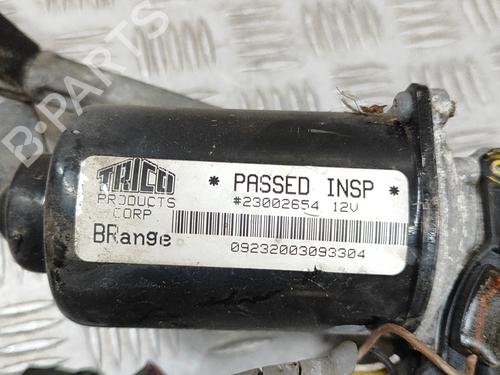 TRICO
PRODUCTS
CORP
BRange
* PASSED INSP *
#23002654 12V
09232003093304
B-PARTS